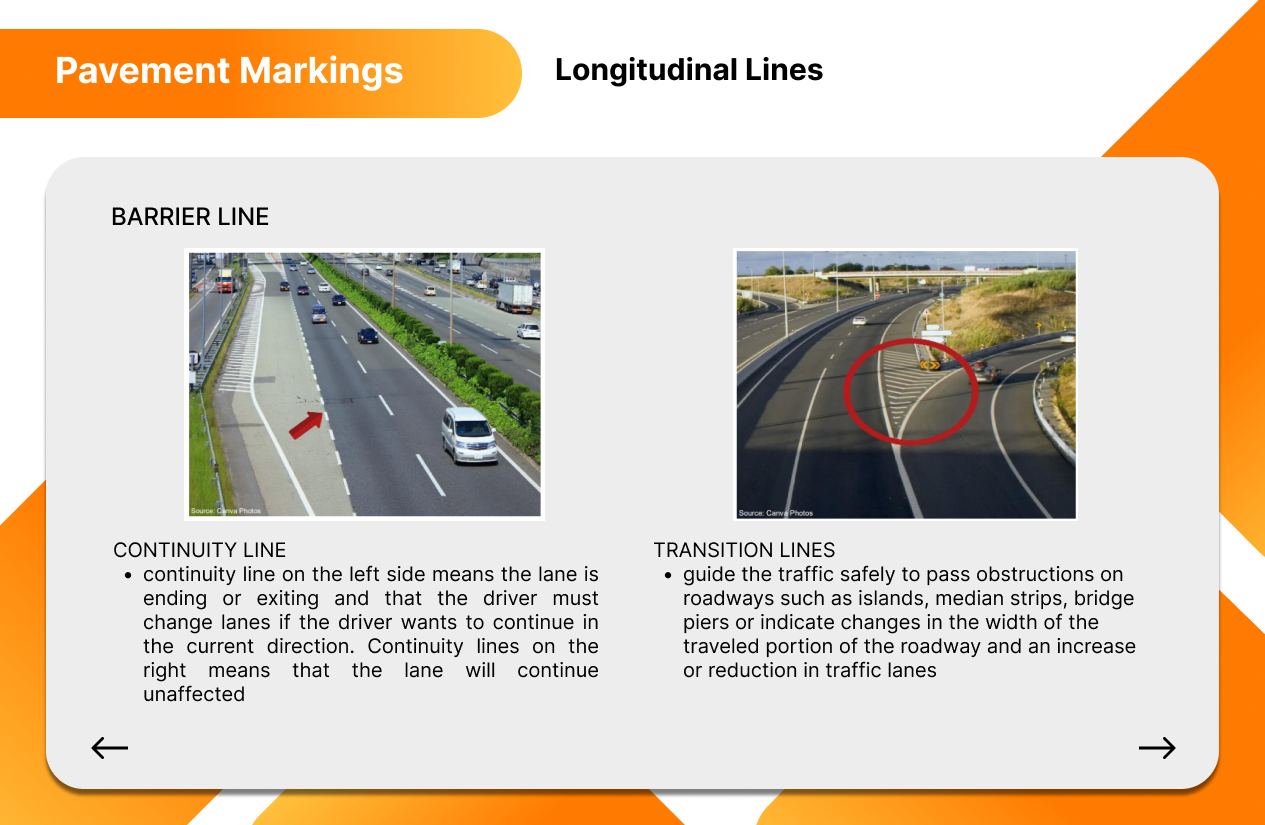 Pavement Markings
Longitudinal Lines
BARRIER LINE
Source: Canva Photos
Source: Canva Photos
CONTINUITY LINE
• continuity line on the left side means the lane is
ending or exiting and that the driver must
change lanes if the driver wants to continue in
the current direction. Continuity lines on the
right means that the lane will continue
unaffected
TRANSITION LINES
• guide the traffic safely to pass obstructions on
roadways such as islands, median strips, bridge
piers or indicate changes in the width of the
traveled portion of the roadway and an increase
or reduction in traffic lanes